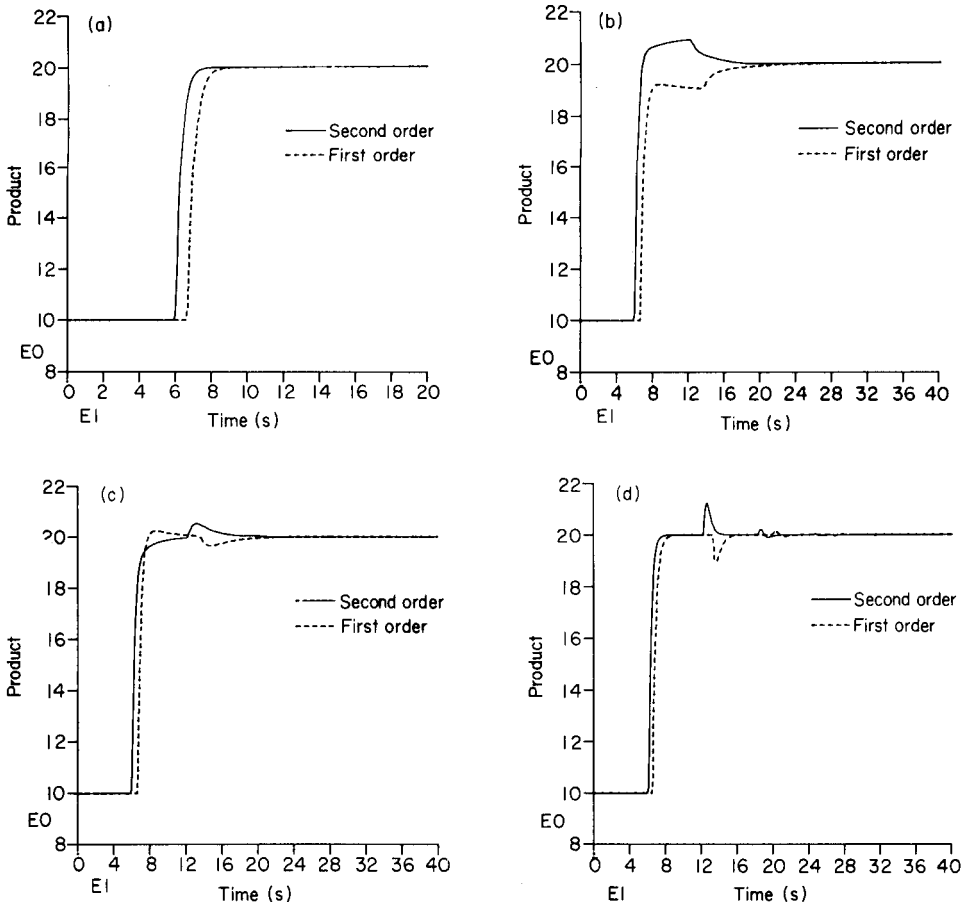 (a)
22
20
18
16
14
12
10
8
Product
E0
Second order
First order
0 2 4 6 8 10 12 14 16 18 20
E1
Time (s)
(b)
22
20
18
16
14
12
10
8
Product
E0
Second order
First order
0 4 8 12 16 20 24 28 32 36 40
E1
Time (s)
(c)
22
20
18
16
14
12
10
8
Product
E0
Second order
First order
0 4 8 12 16 20 24 28 32 36 40
E1
Time (s)
(d)
22
20
18
16
14
12
10
8
Product
E0
Second order
First order
0 4 8 12 16 20 24 28 32 36 40
E1
Time (s)